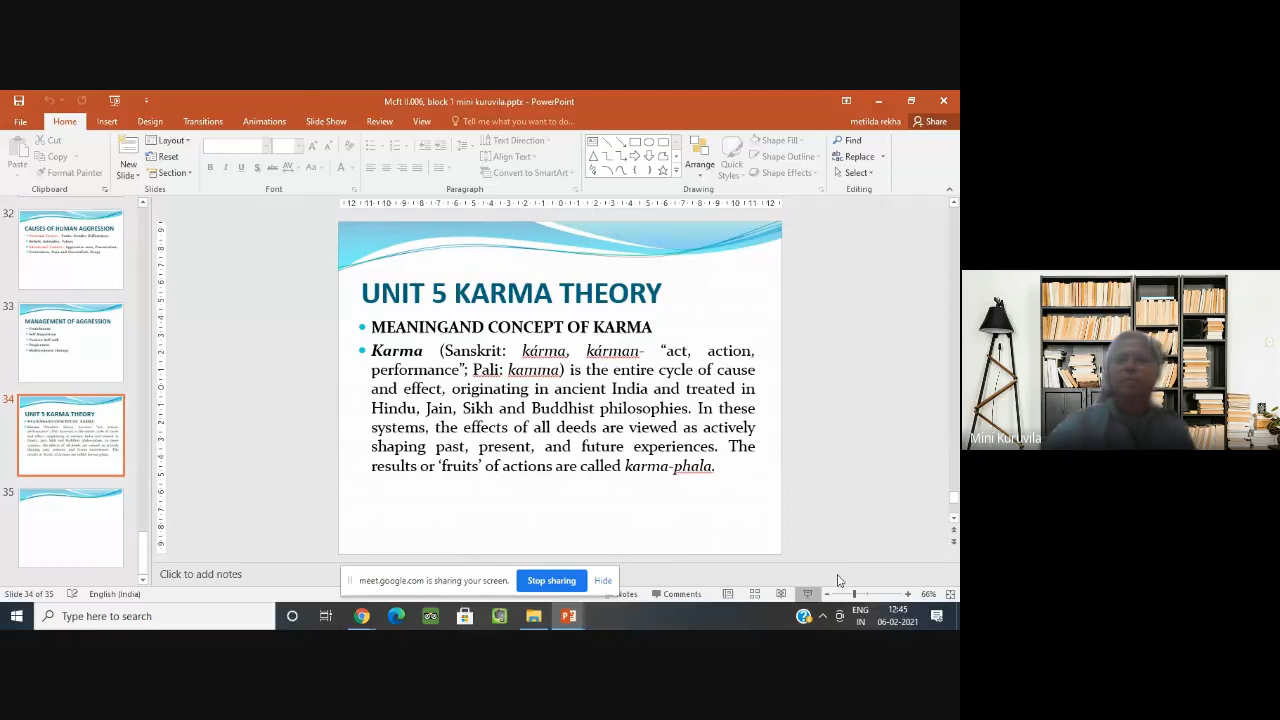 Mcft II.006, block 1 mini kuruvila.pptx - PowerPoint
File Home Insert Design Transitions Animations Slide Show Review View Tell me what you want to do... metilda rekha Share
Paste
Cut
Copy
Format Painter
Clipboard
New Slide
Layout
Reset
Section
Slides
B I U S abc AV Aa A
Font
Text Direction
Align Text
Convert to SmartArt
Paragraph
Arrange
Quick Styles
Shape Fill
Shape Outline
Shape Effects
Drawing
Find
Replace
Select
Editing
32
CAUSES OF HUMAN AGGRESSION
33
MANAGEMENT OF AGGRESSION
34
UNIT 5 KARMA THEORY
35
UNIT 5 KARMA THEORY
MEANINGAND CONCEPT OF KARMA
Karma (Sanskrit: kárma, kárman- “act, action,
performance”; Pali: kamma) is the entire cycle of cause
and effect, originating in ancient India and treated in
Hindu, Jain, Sikh and Buddhist philosophies. In these
systems, the effects of all deeds are viewed as actively
shaping past, present, and future experiences. The
results or ‘fruits’ of actions are called karma-phala.
Click to add notes
meet.google.com is sharing your screen. Stop sharing Hide
Slide 34 of 35 English (India) Notes Comments 66%
Type here to search
ENG
IN
12:45
06-02-2021
Mini Kuruvila